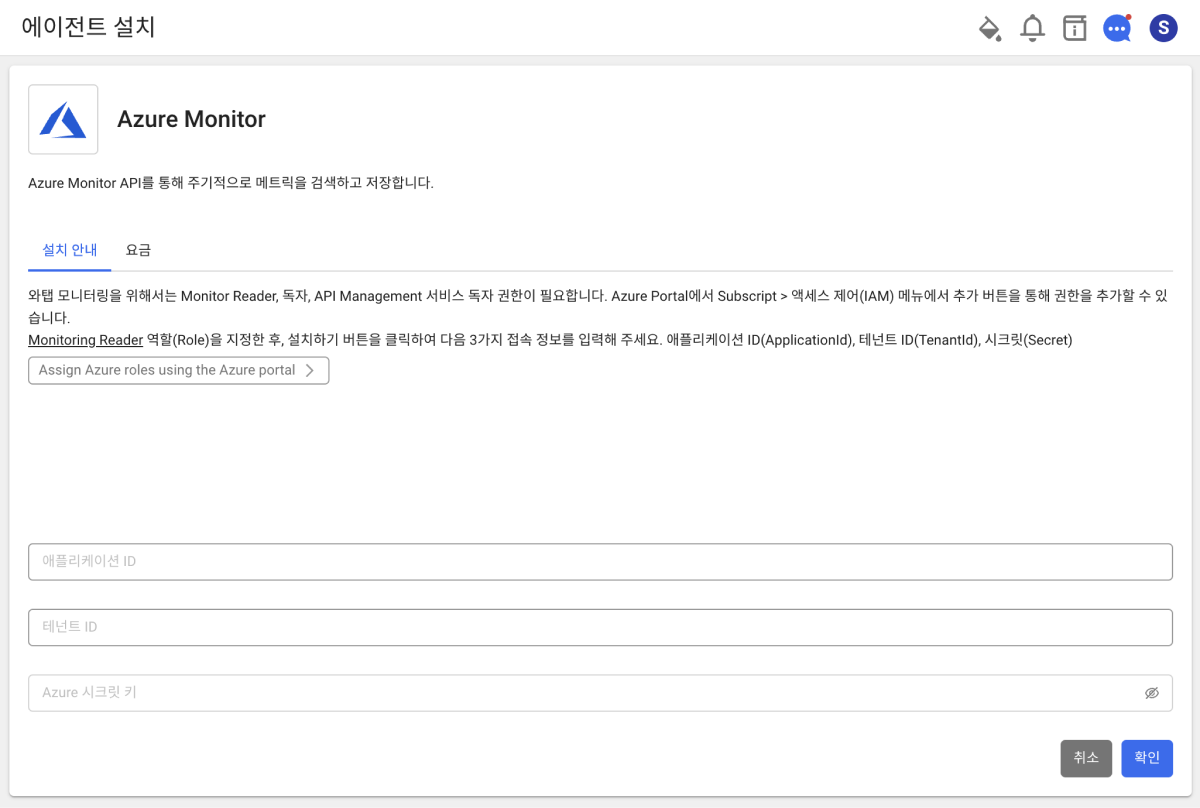 에이전트 설치
S
Azure Monitor
Azure Monitor API를 통해 주기적으로 메트릭을 검색하고 저장합니다.
설치 안내 요금
와탭 모니터링을 위해서는 Monitor Reader, 독자, API Management 서비스 독자 권한이 필요합니다. Azure Portal에서 Subscript > 액세스 제어(IAM) 메뉴에서 추가 버튼을 통해 권한을 추가할 수 있
습니다.
Monitoring Reader 역할(Role)을 지정한 후, 설치하기 버튼을 클릭하여 다음 3가지 접속 정보를 입력해 주세요. 애플리케이션 ID(ApplicationId), 테넌트 ID(TenantId), 시크릿(Secret)
Assign Azure roles using the Azure portal
애플리케이션 ID
테넌트 ID
Azure 시크릿 키
취소 확인